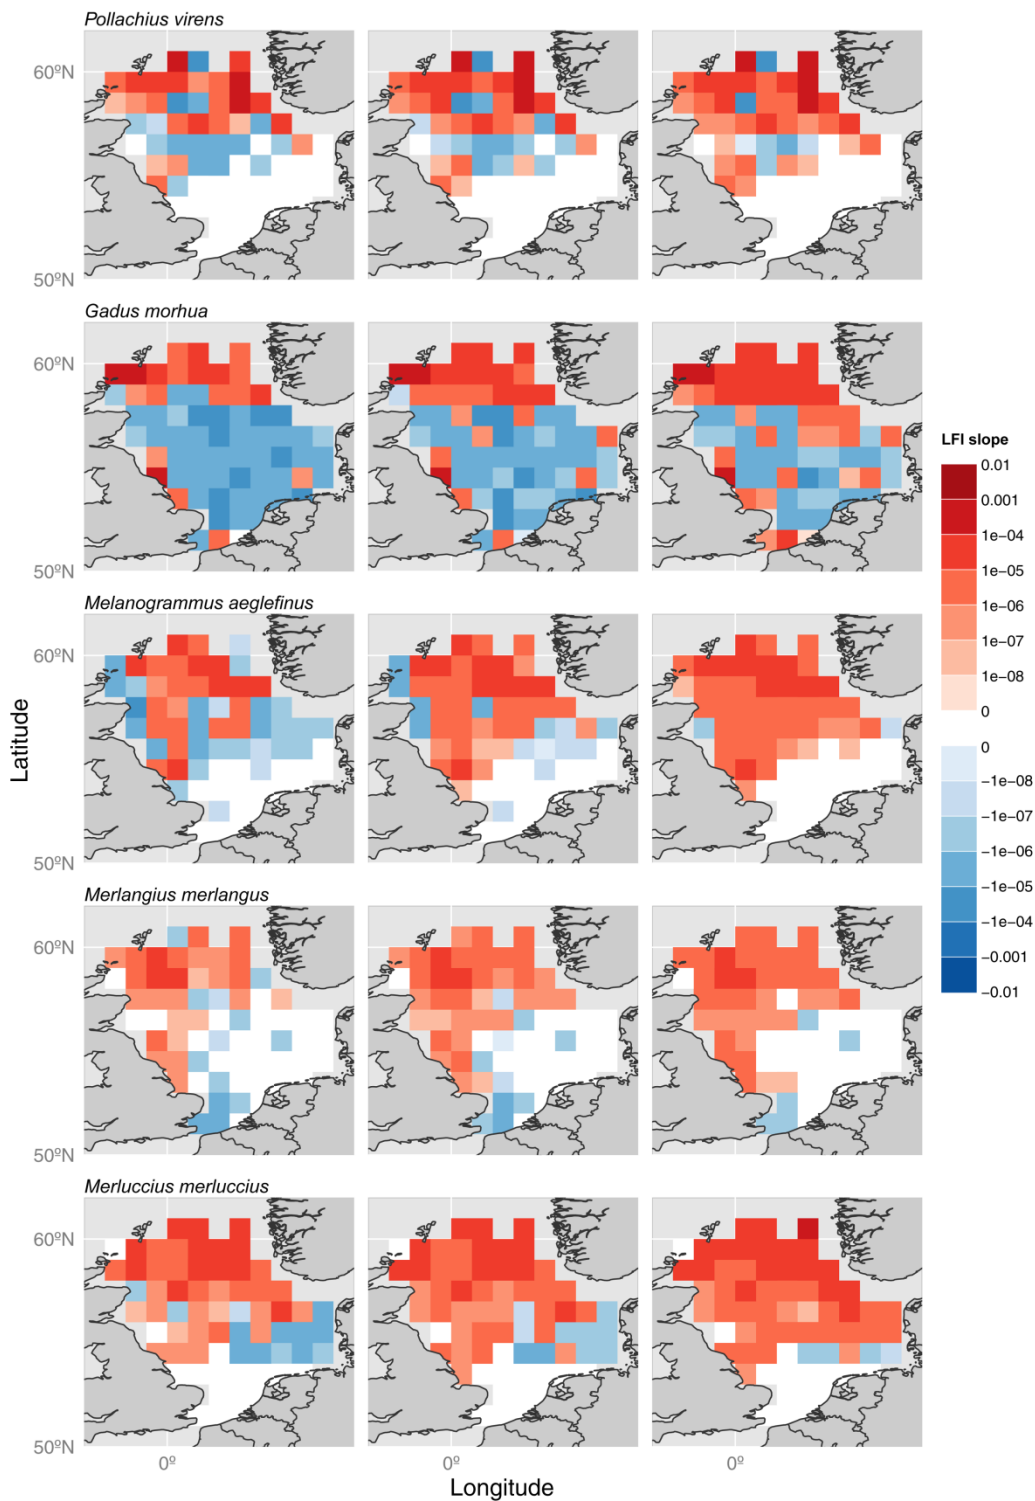 Pollachius virens
60ºN
50ºN
Gadus morhua
60ºN
50ºN
LFI slope
0.01
0.001
1e−04
1e−05
1e−06
1e−07
1e−08
0
0
−1e−08
−1e−07
−1e−06
−1e−05
−1e−04
−0.001
−0.01
Melanogrammus aeglefinus
60ºN
50ºN
Latitude
Merlangius merlangus
60ºN
50ºN
Merluccius merluccius
60ºN
50ºN
0º 0º 0º
Longitude